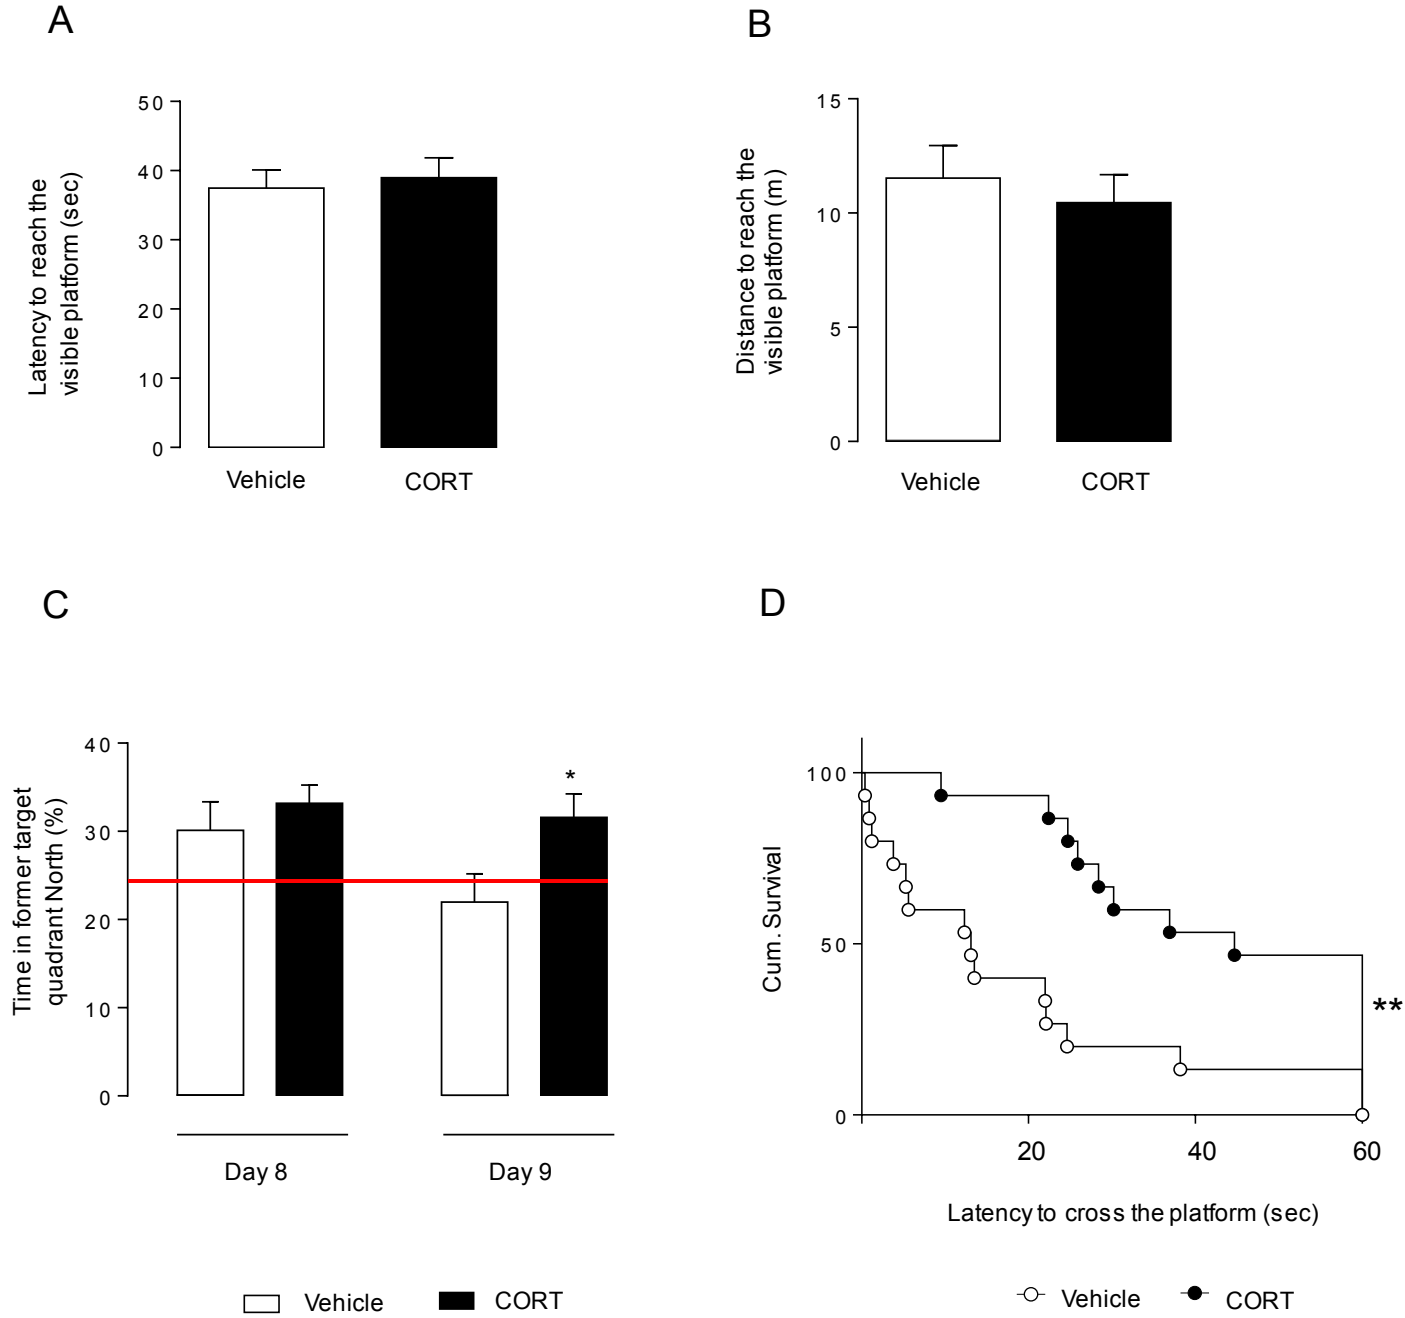 A
50
40
30
20
10
0
Latency to reach the
visible platform (sec)
Vehicle
CORT
B
15
10
5
0
Distance to reach the
visible platform (m)
Vehicle
CORT
C
40
30
20
10
0
Time in former target
quadrant North (%)
*
Day 8
Day 9
Vehicle
CORT
D
100
50
0
Cum. Survival
**
20
40
60
Latency to cross the platform (sec)
Vehicle
CORT